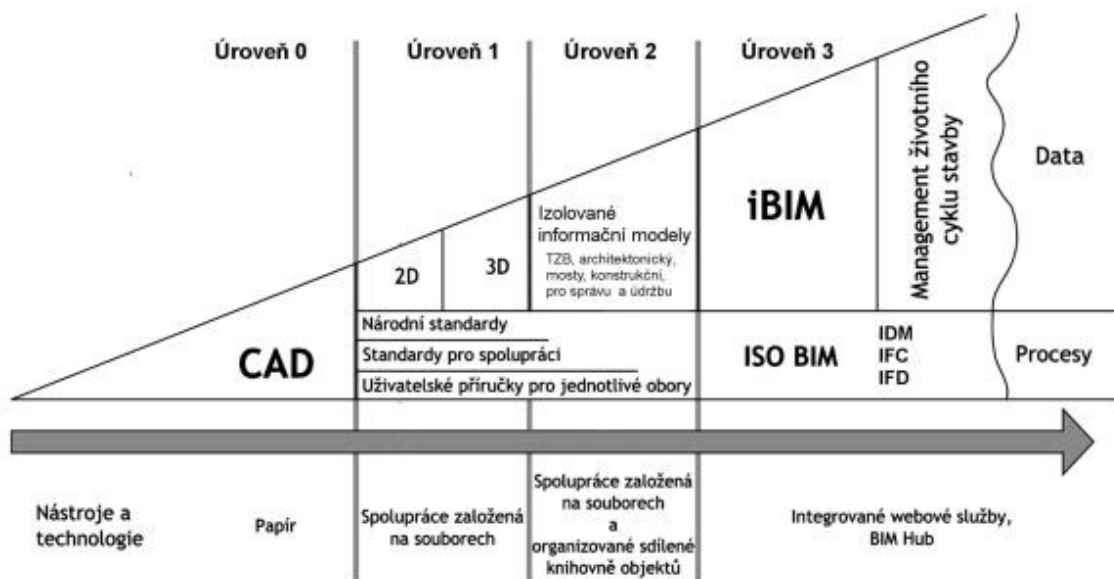 Úroveň 0
Úroveň 1
Úroveň 2
Úroveň 3
Data
Management životního
cyklu stavby
iBIM
Izolované
informační modely
TZB, architektonický,
mosty, konstrukční,
pro správu a údržbu
2D
3D
CAD
Národní standardy
Standardy pro spolupráci
Uživatelské příručky pro jednotlivé obory
ISO BIM
IDM
IFC
IFD
Procesy
Nástroje a
technologie
Papír
Spolupráce založená
na souborech
Spolupráce založená
na souborech
a
organizované sdílené
knihovně objektů
Integrované webové služby,
BIM Hub